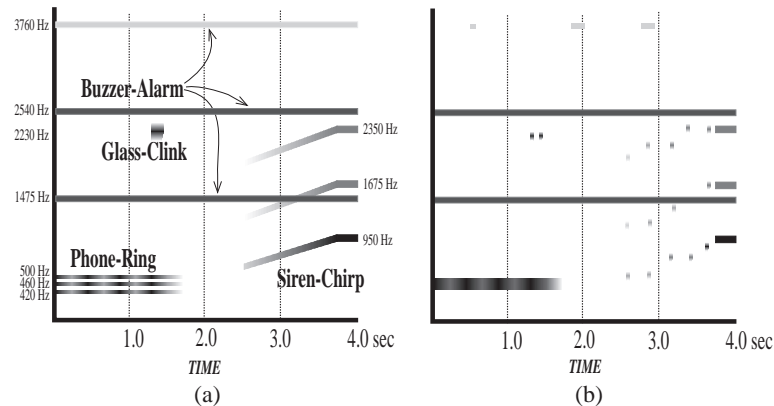 3760 Hz
Buzzer-Alarm
2540 Hz
2230 Hz
2350 Hz
Glass-Clink
1475 Hz
1675 Hz
950 Hz
Phone-Ring
500 Hz
460 Hz
420 Hz
Siren-Chirp
1.0 2.0 3.0 4.0 sec
TIME
(a)
1.0 2.0 3.0 4.0 sec
TIME
(b)